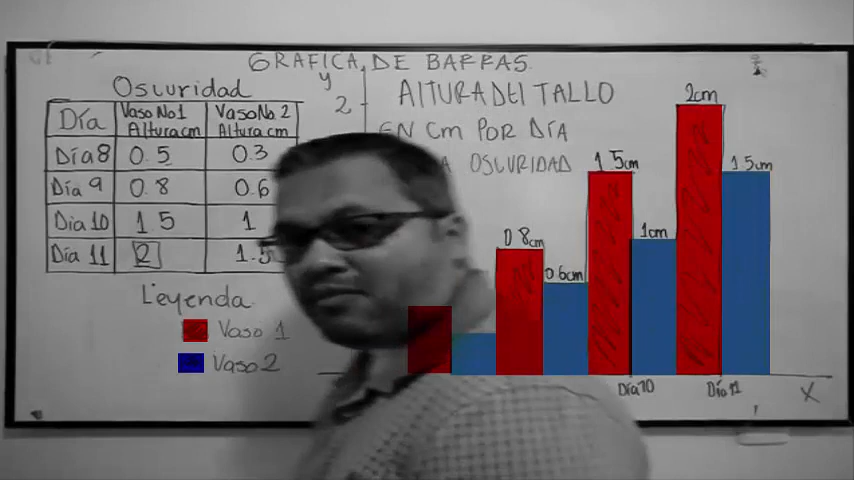 GRAFICA DE BARRAS
Oscuridad
Día
Vaso No 1
Altura cm
Vaso No. 2
Altura cm
Día 8 0.5 0.3
Día 9 0.8 0.6
Día 10 1 5 1
Día 11 2 1.5
Leyenda
Vaso 1
Vaso 2
y
2
ALTURA DEl TALLO
EN Cm POR DÍA
A OSCURIDAD
0 8cm
0 6cm
1 5cm
1cm
2cm
1 5cm
Día 10
Día 11
X